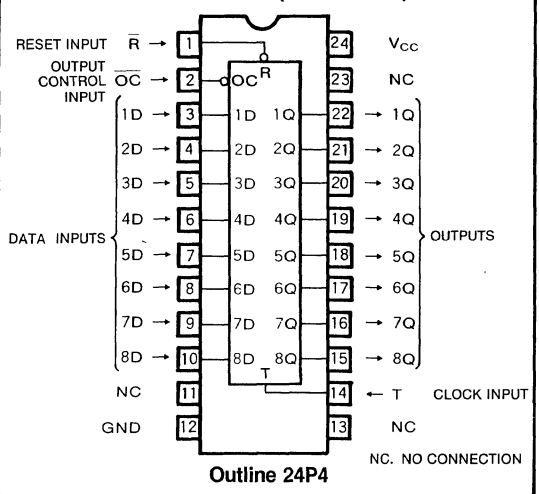 RESET INPUT R̅ → 1 24 VCC
OUTPUT CONTROL INPUT O̅C̅ → 2 23 NC
R
OC
DATA INPUTS
1D → 3 1D 1Q 22 → 1Q
2D → 4 2D 2Q 21 → 2Q
3D → 5 3D 3Q 20 → 3Q
4D → 6 4D 4Q 19 → 4Q
5D → 7 5D 5Q 18 → 5Q
6D → 8 6D 6Q 17 → 6Q
7D → 9 7D 7Q 16 → 7Q
8D → 10 8D 8Q 15 → 8Q
OUTPUTS
T
NC 11 14 ← T CLOCK INPUT
GND 12 13 NC
NC. NO CONNECTION
Outline 24P4